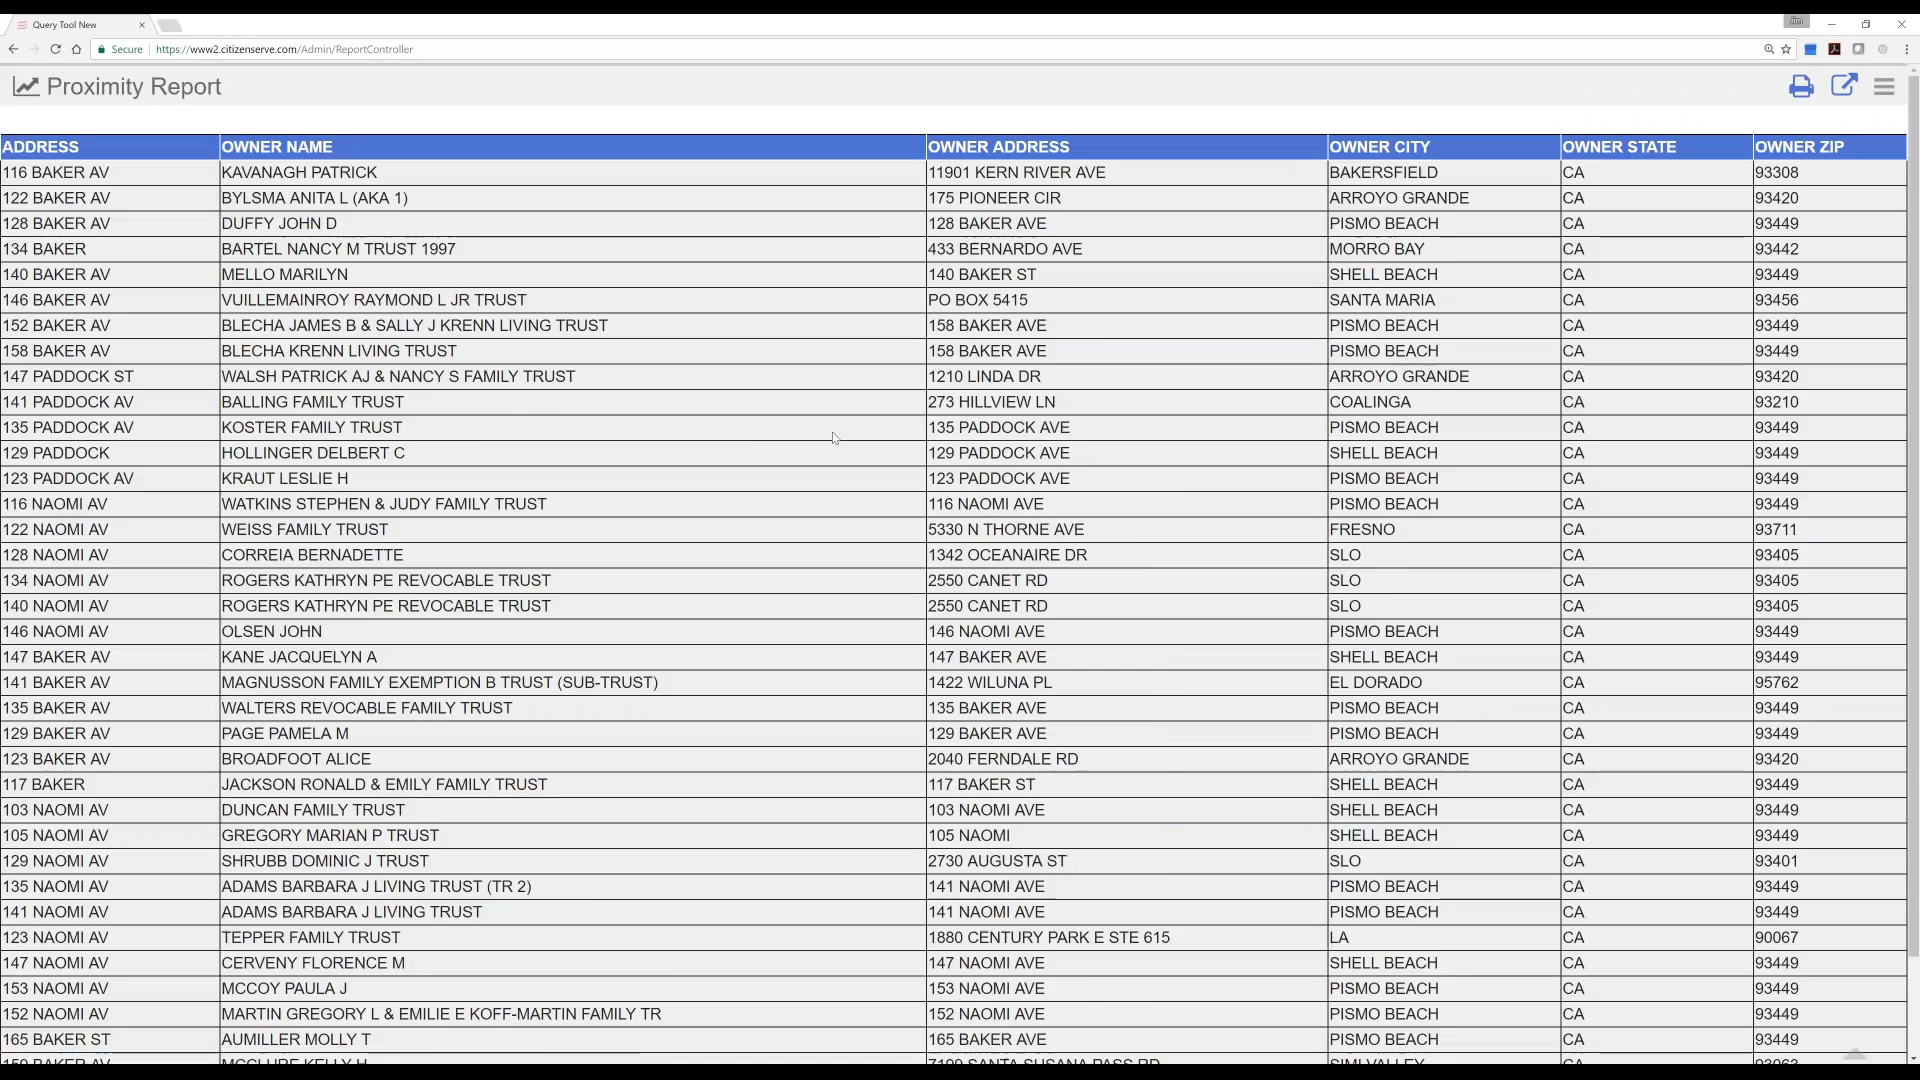 Query Tool New
Jim
Secure https://www2.citizenserve.com/Admin/ReportController
Proximity Report
ADDRESS OWNER NAME OWNER ADDRESS OWNER CITY OWNER STATE OWNER ZIP
116 BAKER AV KAVANAGH PATRICK 11901 KERN RIVER AVE BAKERSFIELD CA 93308
122 BAKER AV BYLSMA ANITA L (AKA 1) 175 PIONEER CIR ARROYO GRANDE CA 93420
128 BAKER AV DUFFY JOHN D 128 BAKER AVE PISMO BEACH CA 93449
134 BAKER BARTEL NANCY M TRUST 1997 433 BERNARDO AVE MORRO BAY CA 93442
140 BAKER AV MELLO MARILYN 140 BAKER ST SHELL BEACH CA 93449
146 BAKER AV VUILLEMAINROY RAYMOND L JR TRUST PO BOX 5415 SANTA MARIA CA 93456
152 BAKER AV BLECHA JAMES B & SALLY J KRENN LIVING TRUST 158 BAKER AVE PISMO BEACH CA 93449
158 BAKER AV BLECHA KRENN LIVING TRUST 158 BAKER AVE PISMO BEACH CA 93449
147 PADDOCK ST WALSH PATRICK AJ & NANCY S FAMILY TRUST 1210 LINDA DR ARROYO GRANDE CA 93420
141 PADDOCK AV BALLING FAMILY TRUST 273 HILLVIEW LN COALINGA CA 93210
135 PADDOCK AV KOSTER FAMILY TRUST 135 PADDOCK AVE PISMO BEACH CA 93449
129 PADDOCK HOLLINGER DELBERT C 129 PADDOCK AVE SHELL BEACH CA 93449
123 PADDOCK AV KRAUT LESLIE H 123 PADDOCK AVE PISMO BEACH CA 93449
116 NAOMI AV WATKINS STEPHEN & JUDY FAMILY TRUST 116 NAOMI AVE PISMO BEACH CA 93449
122 NAOMI AV WEISS FAMILY TRUST 5330 N THORNE AVE FRESNO CA 93711
128 NAOMI AV CORREIA BERNADETTE 1342 OCEANAIRE DR SLO CA 93405
134 NAOMI AV ROGERS KATHRYN PE REVOCABLE TRUST 2550 CANET RD SLO CA 93405
140 NAOMI AV ROGERS KATHRYN PE REVOCABLE TRUST 2550 CANET RD SLO CA 93405
146 NAOMI AV OLSEN JOHN 146 NAOMI AVE PISMO BEACH CA 93449
147 BAKER AV KANE JACQUELYN A 147 BAKER AVE SHELL BEACH CA 93449
141 BAKER AV MAGNUSSON FAMILY EXEMPTION B TRUST (SUB-TRUST) 1422 WILUNA PL EL DORADO CA 95762
135 BAKER AV WALTERS REVOCABLE FAMILY TRUST 135 BAKER AVE PISMO BEACH CA 93449
129 BAKER AV PAGE PAMELA M 129 BAKER AVE PISMO BEACH CA 93449
123 BAKER AV BROADFOOT ALICE 2040 FERNDALE RD ARROYO GRANDE CA 93420
117 BAKER JACKSON RONALD & EMILY FAMILY TRUST 117 BAKER ST SHELL BEACH CA 93449
103 NAOMI AV DUNCAN FAMILY TRUST 103 NAOMI AVE SHELL BEACH CA 93449
105 NAOMI AV GREGORY MARIAN P TRUST 105 NAOMI SHELL BEACH CA 93449
129 NAOMI AV SHRUBB DOMINIC J TRUST 2730 AUGUSTA ST SLO CA 93401
135 NAOMI AV ADAMS BARBARA J LIVING TRUST (TR 2) 141 NAOMI AVE PISMO BEACH CA 93449
141 NAOMI AV ADAMS BARBARA J LIVING TRUST 141 NAOMI AVE PISMO BEACH CA 93449
123 NAOMI AV TEPPER FAMILY TRUST 1880 CENTURY PARK E STE 615 LA CA 90067
147 NAOMI AV CERVENY FLORENCE M 147 NAOMI AVE SHELL BEACH CA 93449
153 NAOMI AV MCCOY PAULA J 153 NAOMI AVE PISMO BEACH CA 93449
152 NAOMI AV MARTIN GREGORY L & EMILIE E KOFF-MARTIN FAMILY TR 152 NAOMI AVE PISMO BEACH CA 93449
165 BAKER ST AUMILLER MOLLY T 165 BAKER AVE PISMO BEACH CA 93449